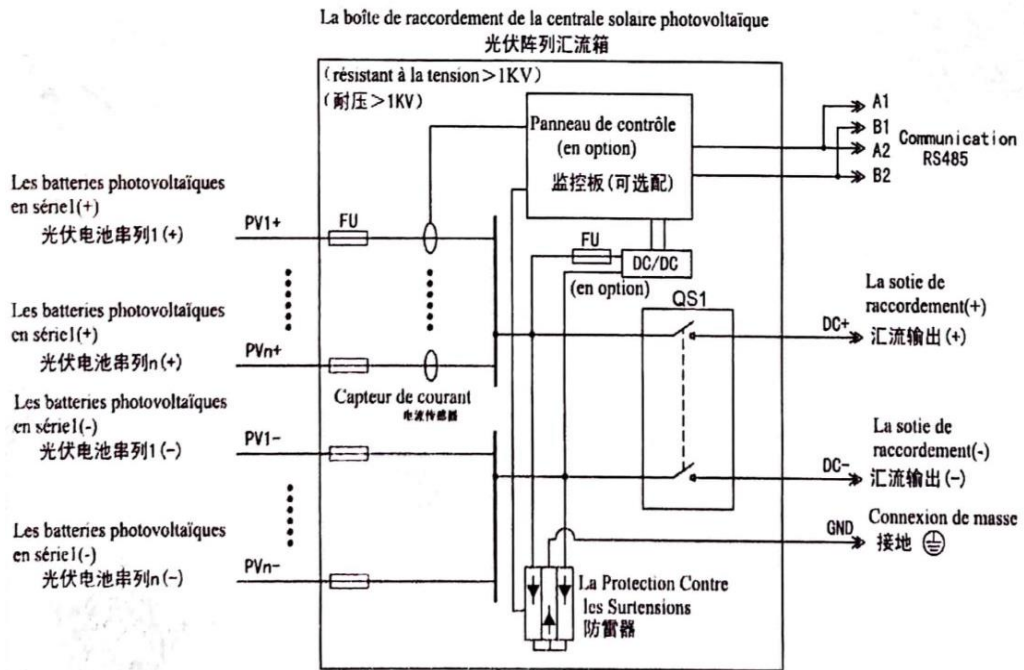 La boîte de raccordement de la centrale solaire photovoltaïque
光伏阵列汇流箱
(résistant à la tension>1KV)
(耐压>1KV)
Panneau de contrôle
(en option)
监控板(可选配)
A1
B1
A2
B2
Communication
RS485
Les batteries photovoltaïques
en série1(+)
光伏电池串列1(+)
PV1+
FU
FU
DC/DC
(en option)
QS1
La sotie de
raccordement(+)
DC+
汇流输出(+)
Les batteries photovoltaïques
en série1(+)
光伏电池串列n(+)
PVn+
Capteur de courant
电流传感器
Les batteries photovoltaïques
en série1(-)
光伏电池串列1(-)
PV1-
La sotie de
raccordement(-)
DC-
汇流输出(-)
Les batteries photovoltaïques
en série1(-)
光伏电池串列n(-)
PVn-
GND
Connexion de masse
接地
La Protection Contre
les Surtensions
防雷器